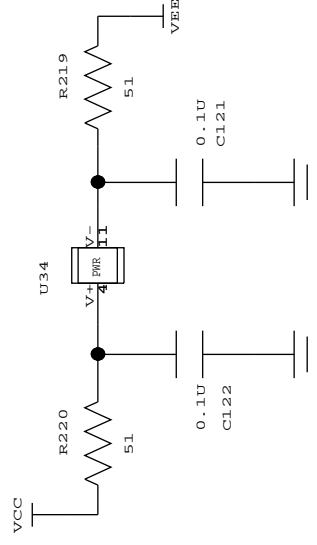 VEE
R219
51
0.1U
C121
V-
11
U34
PWR
V+
4
0.1U
C122
R220
51
VCC